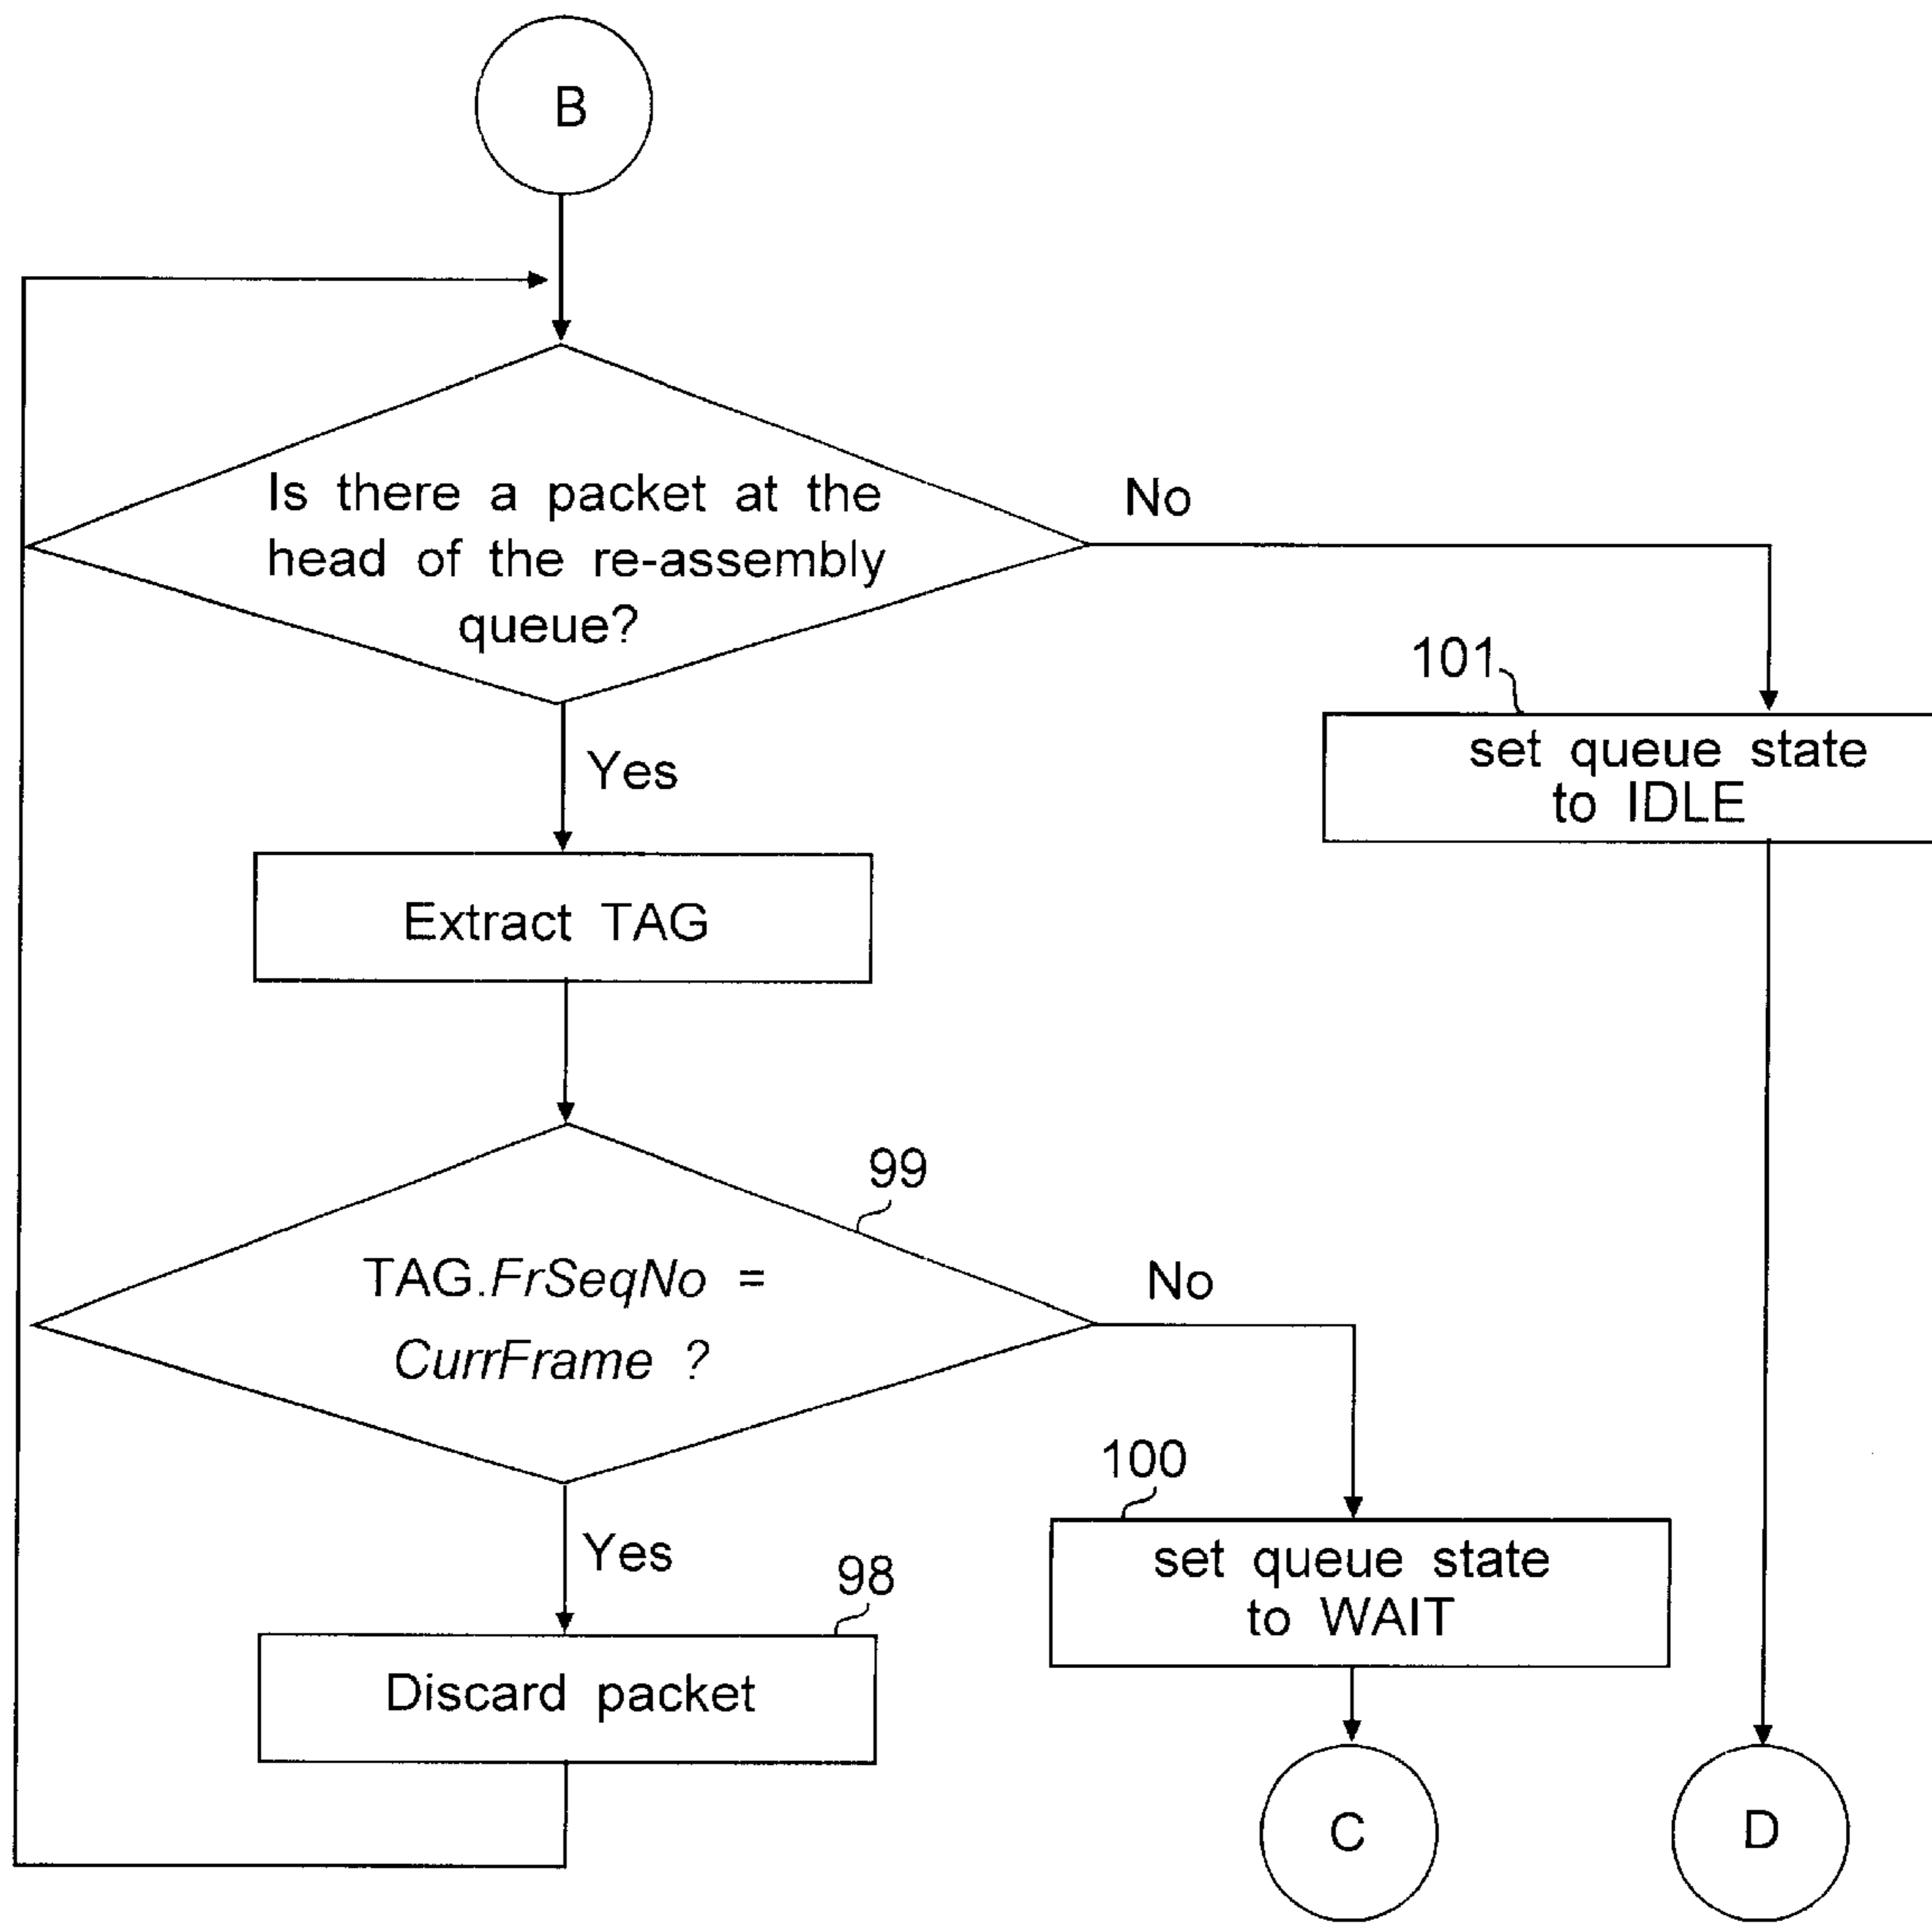 B
Is there a packet at the
head of the re-assembly
queue?
No
101
set queue state
to IDLE
Yes
Extract TAG
99
TAG.FrSeqNo =
CurrFrame ?
No
100
set queue state
to WAIT
Yes
98
Discard packet
C
D